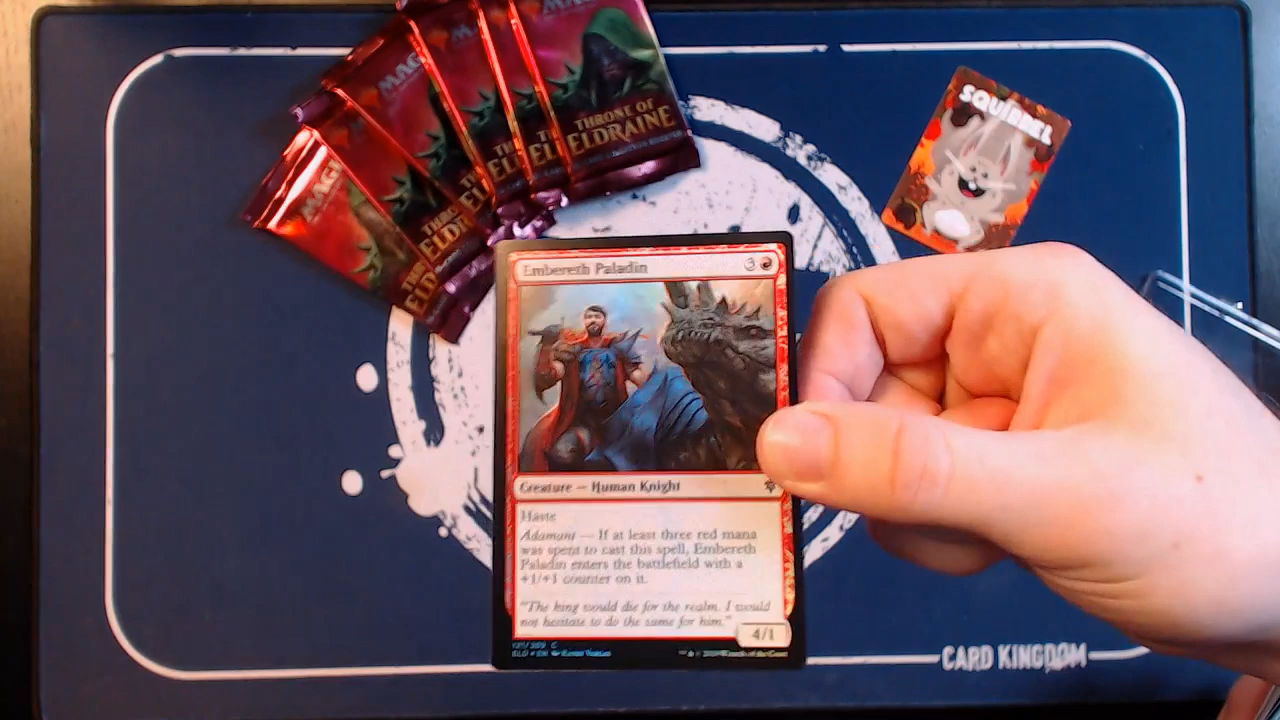 THRONE OF
ELDRAINE
SQUIRREL
Embereth Paladin 3
Creature — Human Knight
Haste
Adamant — If at least three red mana
was spent to cast this spell, Embereth
Paladin enters the battlefield with a
+1/+1 counter on it.
"The king would die for the realm. I would
not hesitate to do the same for him."
4/1
CARD KINGDOM